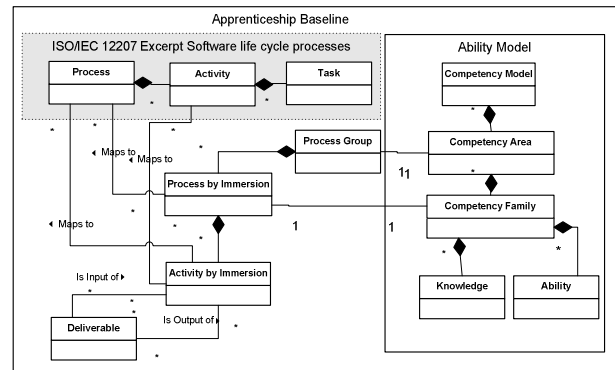 Apprenticeship Baseline
ISO/IEC 12207 Excerpt Software life cycle processes
Ability Model
Process
Activity
Task
Competency Model
*
*
*
*
*
*
*
Process Group
Competency Area
Maps to
Maps to
1
1
*
Process by Immersion
Competency Family
*
1
1
*
*
Maps to
*
*
Activity by Immersion
Knowledge
Ability
Is Input of
*
*
*
Is Output of
*
Deliverable
*